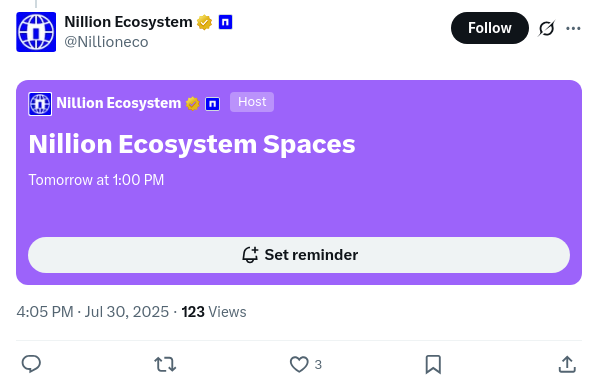 Nillion Ecosystem
@Nillioneco
Follow
Nillion Ecosystem Host
Nillion Ecosystem Spaces
Tomorrow at 1:00 PM
Set reminder
4:05 PM · Jul 30, 2025 · 123 Views
3